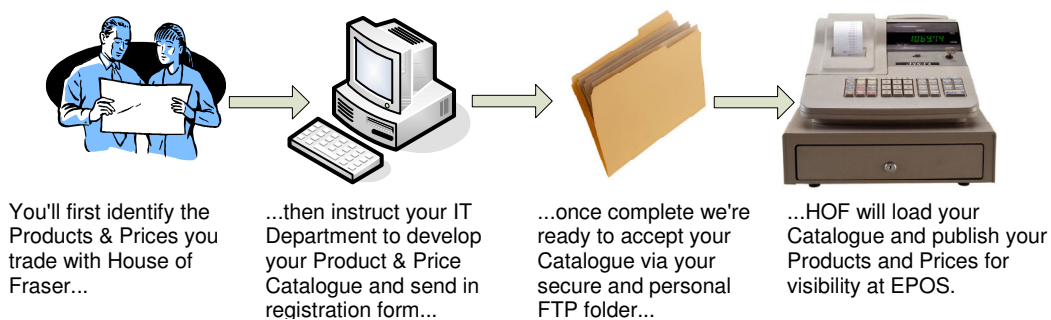 You'll first identify the
Products & Prices you
trade with House of
Fraser...
...then instruct your IT
Department to develop
your Product & Price
Catalogue and send in
registration form...
...once complete we're
ready to accept your
Catalogue via your
secure and personal
FTP folder...
...HOF will load your
Catalogue and publish your
Products and Prices for
visibility at EPOS.